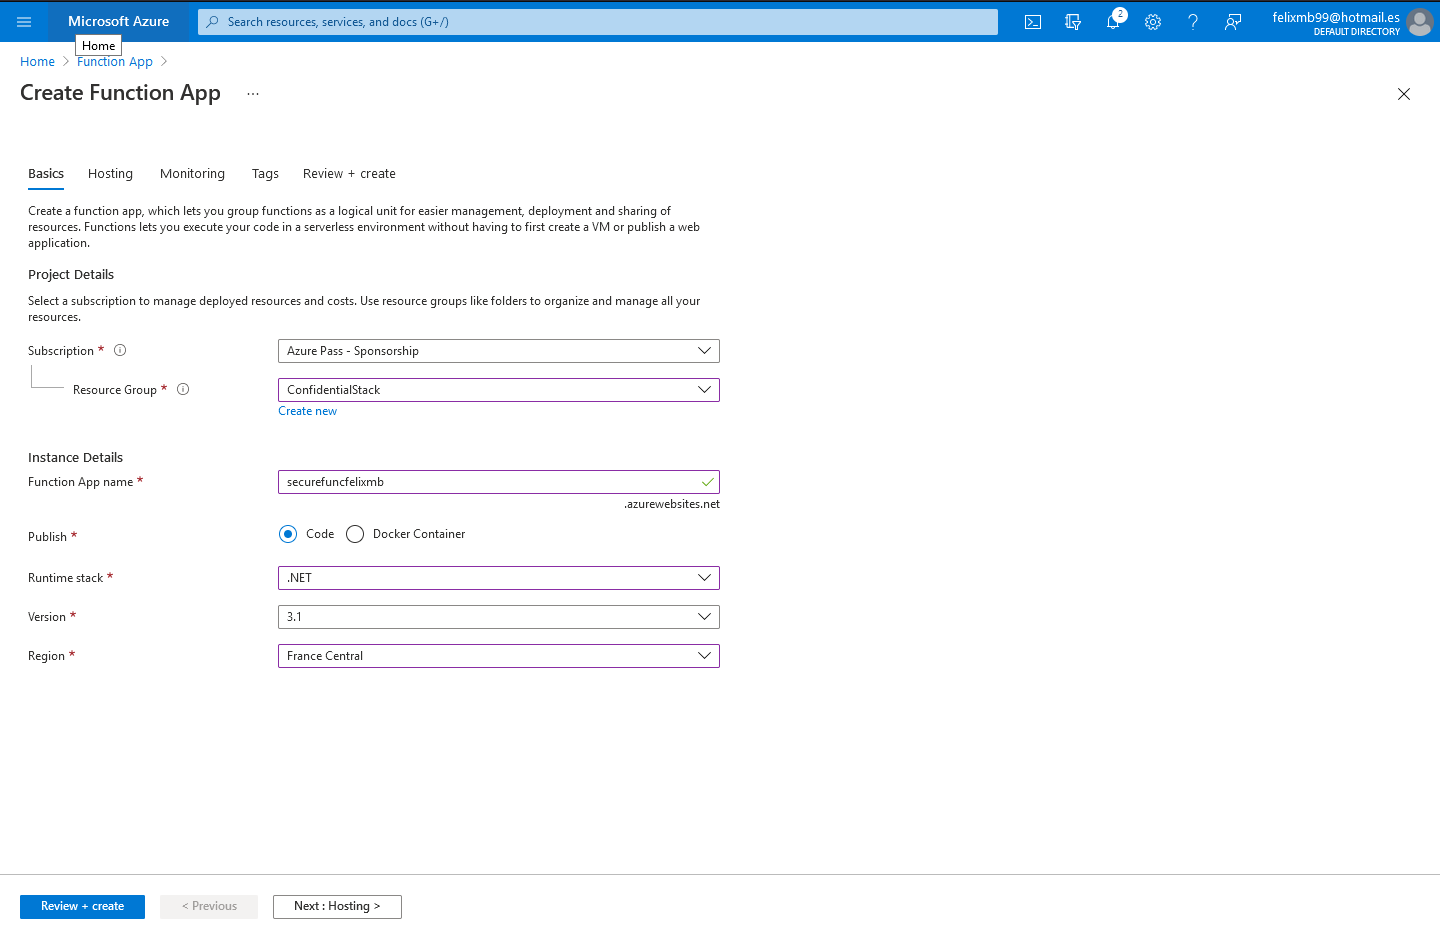 Microsoft Azure
Search resources, services, and docs (G+/)
2
felixmb99@hotmail.es
DEFAULT DIRECTORY
Home
Home > Function App >
Create Function App ...
Basics Hosting Monitoring Tags Review + create
Create a function app, which lets you group functions as a logical unit for easier management, deployment and sharing of
resources. Functions lets you execute your code in a serverless environment without having to first create a VM or publish a web
application.
Project Details
Select a subscription to manage deployed resources and costs. Use resource groups like folders to organize and manage all your
resources.
Subscription * Azure Pass - Sponsorship
Resource Group * ConfidentialStack
Create new
Instance Details
Function App name * securefuncfelixmb
.azurewebsites.net
Publish * Code Docker Container
Runtime stack * .NET
Version * 3.1
Region * France Central
Review + create < Previous Next : Hosting >